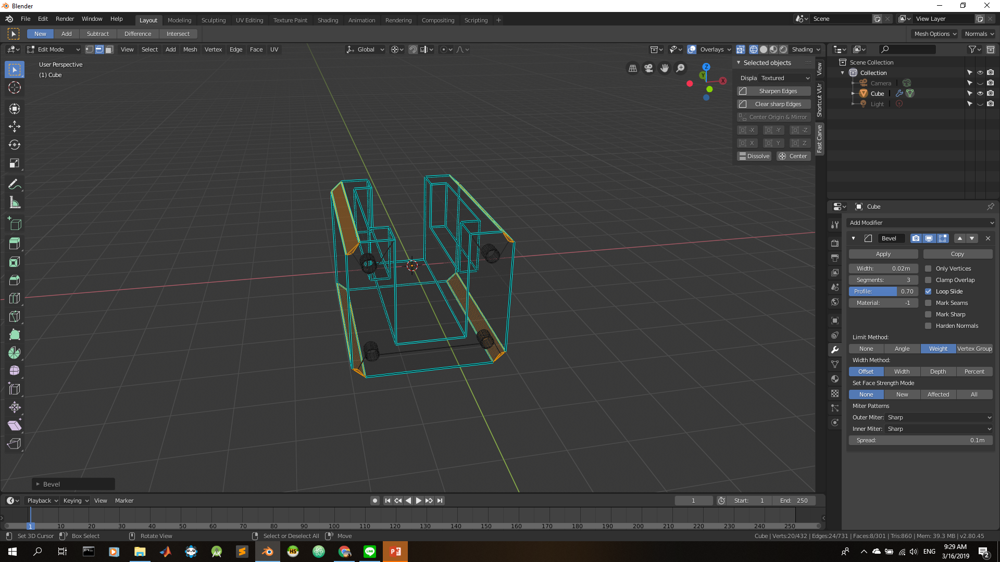 Blender
File Edit Render Window Help Layout Modeling Sculpting UV Editing Texture Paint Shading Animation Rendering Compositing Scripting + Scene View Layer
New Add Subtract Difference Intersect Mesh Options Normals
Edit Mode View Select Add Mesh Vertex Edge Face UV Global Overlays Shading
User Perspective
(1) Cube
Z
Y
X
Selected objects
Displa Textured
Sharpen Edges
Clear sharp Edges
Center Origin & Mirror
-X -Y -Z
X Y Z
Dissolve Center
View
Shortcut VUr
Fast Carve
Scene Collection
Collection
Camera
Cube
Light
Cube
Add Modifier
Bevel
Apply Copy
Width: 0.02m Only Vertices
Segments: 3 Clamp Overlap
Profile: 0.70 Loop Slide
Material: -1 Mark Seams
Mark Sharp
Harden Normals
Limit Method:
None Angle Weight Vertex Group
Width Method:
Offset Width Depth Percent
Set Face Strength Mode
None New Affected All
Miter Patterns
Outer Miter: Sharp
Inner Miter: Sharp
Spread: 0.1m
Bevel
Playback Keying View Marker 1 Start: 1 End: 250
1 10 20 30 40 50 60 70 80 90 100 110 120 130 140 150 160 170 180 190 200 210 220 230 240 250
Set 3D Cursor Box Select Rotate View Select or Deselect All Move Cube | Verts:20/432 | Edges:24/731 | Faces:8/301 | Tris:860 | Mem: 39.3 MB | v2.80.45
HS LINE P ENG 9:29 AM
3/16/2019 2